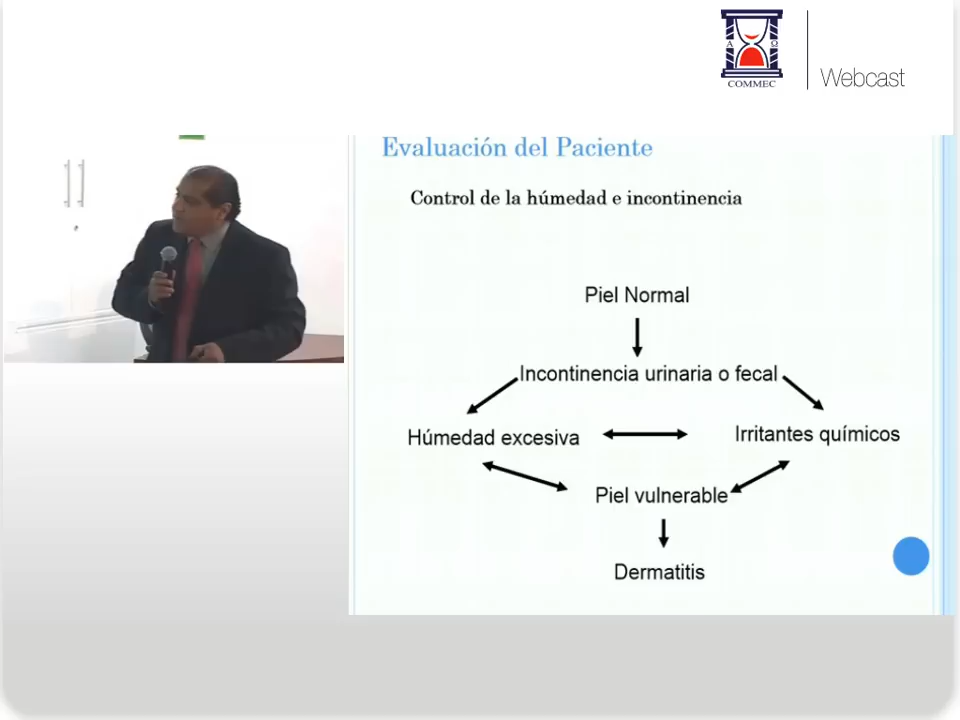 A Ω
COMMEC
Webcast
Evaluación del Paciente
Control de la húmedad e incontinencia
Piel Normal
Incontinencia urinaria o fecal
Húmedad excesiva
Irritantes químicos
Piel vulnerable
Dermatitis